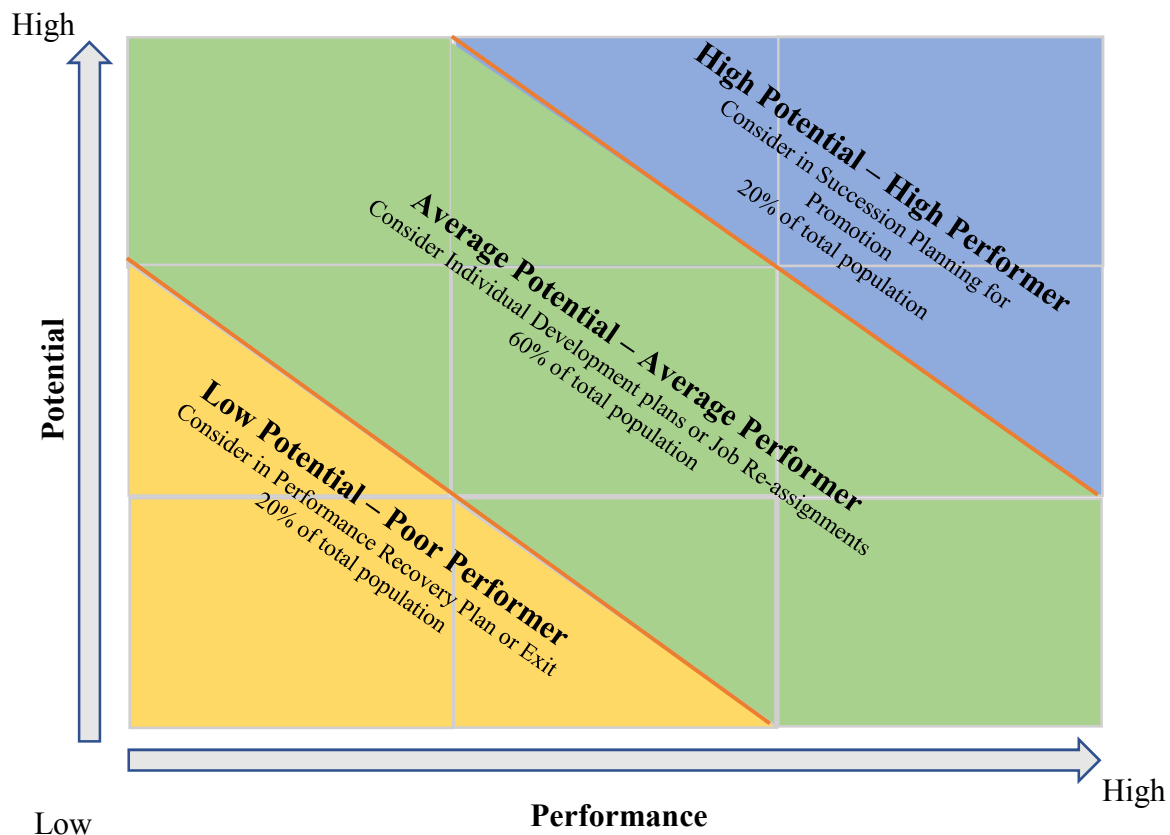 High
High Potential – High Performer
Consider in Succession Planning for
Promotion
20% of total population
Average Potential – Average Performer
Consider Individual Development plans or Job Re-assignments
60% of total population
Potential
Low Potential – Poor Performer
Consider in Performance Recovery Plan or Exit
20% of total population
High
Low
Performance